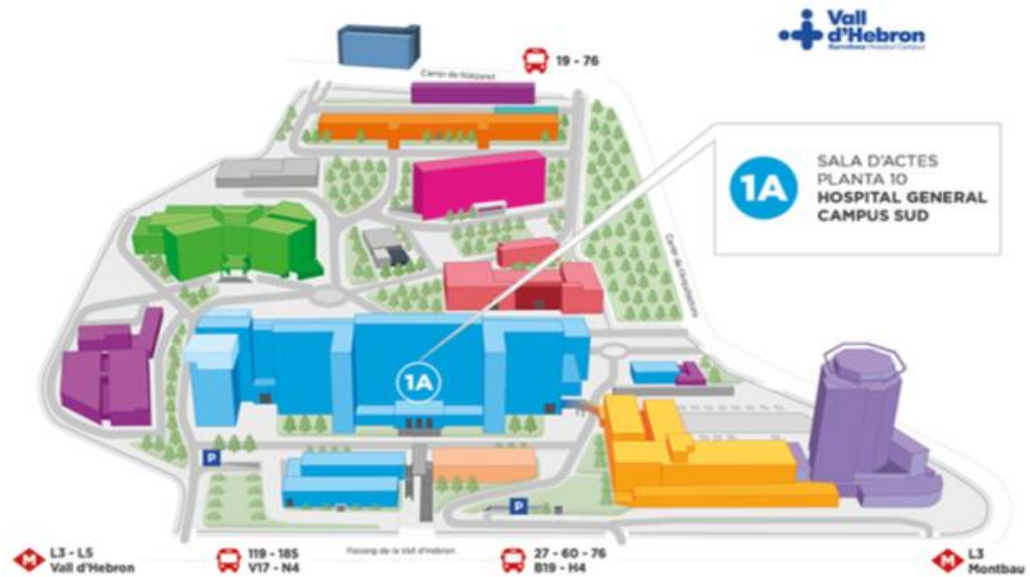 Vall
d'Hebron
Barcelona Hospital Campus
19 - 76
1A
SALA D'ACTES
PLANTA 10
HOSPITAL GENERAL
CAMPUS SUD
1A
P
P
M
L3 - L5
Vall d'Hebron
119 - 185
V17 - N4
Passeig de la Vall d'Hebron
27 - 60 - 76
B19 - H4
M
L3
Montbau